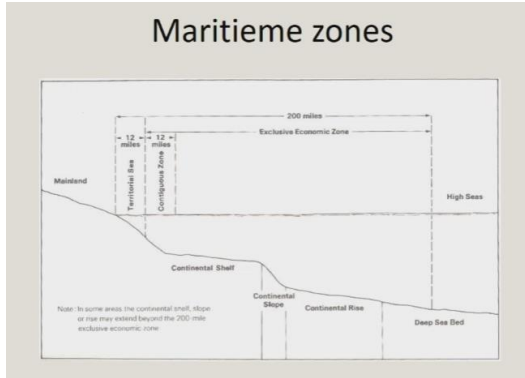 Maritieme zones
200 miles
Exclusive Economic Zone
12 miles
12 miles
Territorial Sea
Contiguous Zone
Mainland
High Seas
Continental Shelf
Continental
Slope
Continental Rise
Deep Sea Bed
Note: In some areas the continental shelf, slope
or rise may extend beyond the 200-mile
exclusive economic zone